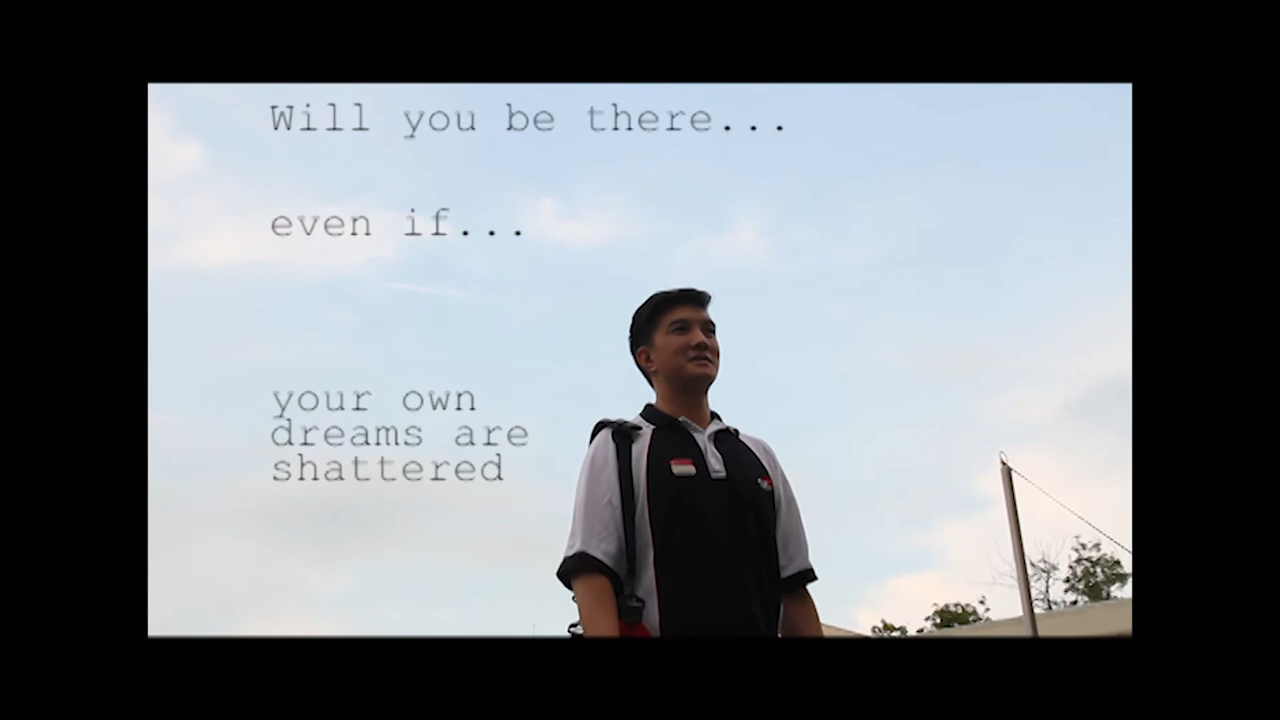 Will you be there...
even if...
your own
dreams are
shattered